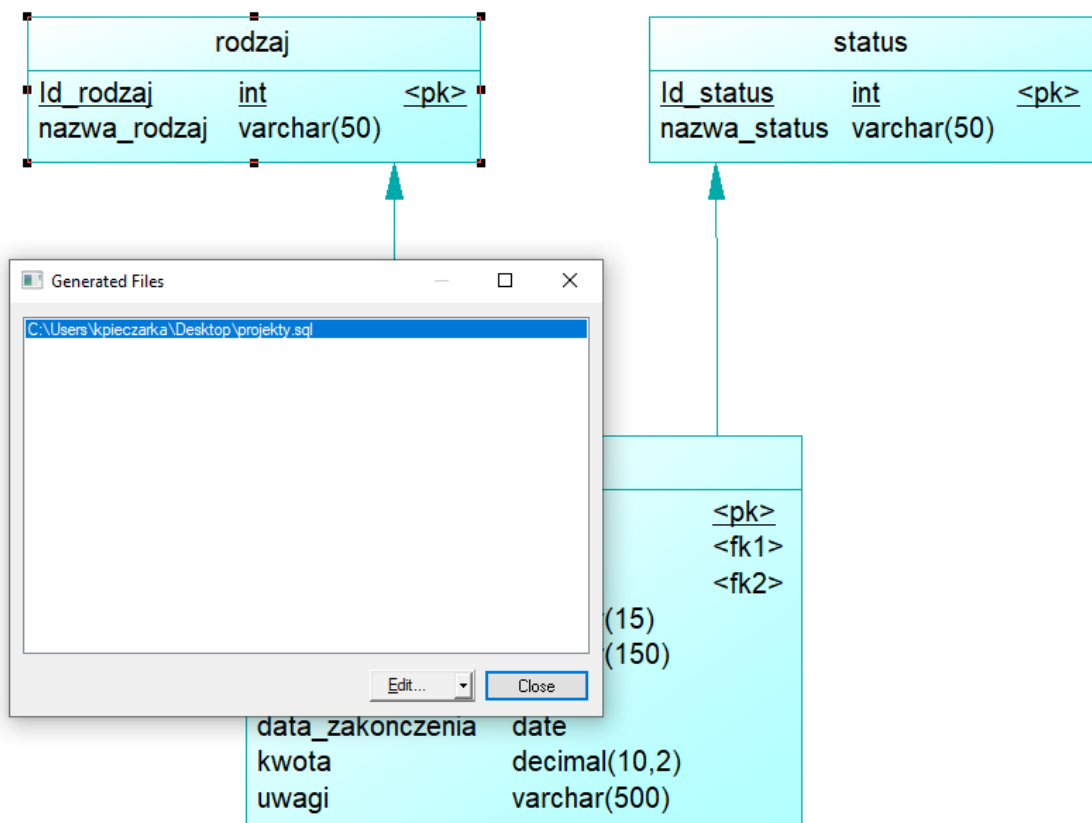 rodzaj
Id_rodzaj int <pk>
nazwa_rodzaj varchar(50)
status
Id_status int <pk>
nazwa_status varchar(50)
Generated Files
C:\Users\kpieczarka\Desktop\projekty.sql
Edit...
Close
<pk>
<fk1>
<fk2>
(15)
(150)
data_zakonczenia date
kwota decimal(10,2)
uwagi varchar(500)